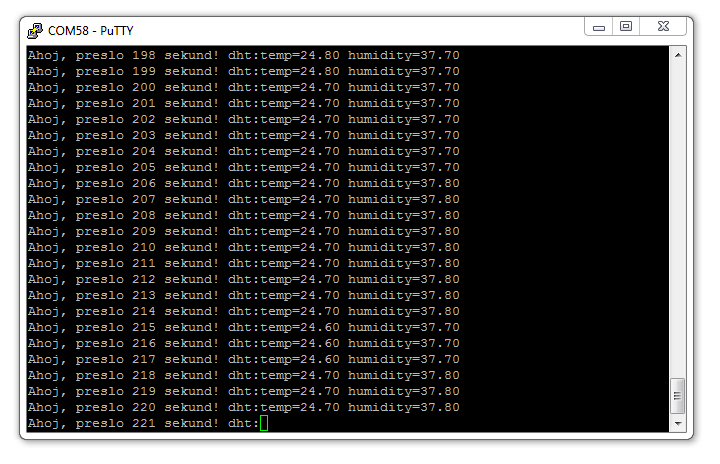 COM58 - PuTTY
Ahoj, preslo 198 sekund! dht:temp=24.80 humidity=37.70
Ahoj, preslo 199 sekund! dht:temp=24.80 humidity=37.70
Ahoj, preslo 200 sekund! dht:temp=24.70 humidity=37.70
Ahoj, preslo 201 sekund! dht:temp=24.70 humidity=37.70
Ahoj, preslo 202 sekund! dht:temp=24.70 humidity=37.70
Ahoj, preslo 203 sekund! dht:temp=24.70 humidity=37.70
Ahoj, preslo 204 sekund! dht:temp=24.70 humidity=37.70
Ahoj, preslo 205 sekund! dht:temp=24.70 humidity=37.70
Ahoj, preslo 206 sekund! dht:temp=24.70 humidity=37.80
Ahoj, preslo 207 sekund! dht:temp=24.70 humidity=37.80
Ahoj, preslo 208 sekund! dht:temp=24.70 humidity=37.80
Ahoj, preslo 209 sekund! dht:temp=24.70 humidity=37.80
Ahoj, preslo 210 sekund! dht:temp=24.70 humidity=37.80
Ahoj, preslo 211 sekund! dht:temp=24.70 humidity=37.80
Ahoj, preslo 212 sekund! dht:temp=24.70 humidity=37.80
Ahoj, preslo 213 sekund! dht:temp=24.70 humidity=37.80
Ahoj, preslo 214 sekund! dht:temp=24.70 humidity=37.80
Ahoj, preslo 215 sekund! dht:temp=24.60 humidity=37.70
Ahoj, preslo 216 sekund! dht:temp=24.60 humidity=37.70
Ahoj, preslo 217 sekund! dht:temp=24.60 humidity=37.70
Ahoj, preslo 218 sekund! dht:temp=24.70 humidity=37.80
Ahoj, preslo 219 sekund! dht:temp=24.70 humidity=37.80
Ahoj, preslo 220 sekund! dht:temp=24.70 humidity=37.80
Ahoj, preslo 221 sekund! dht: